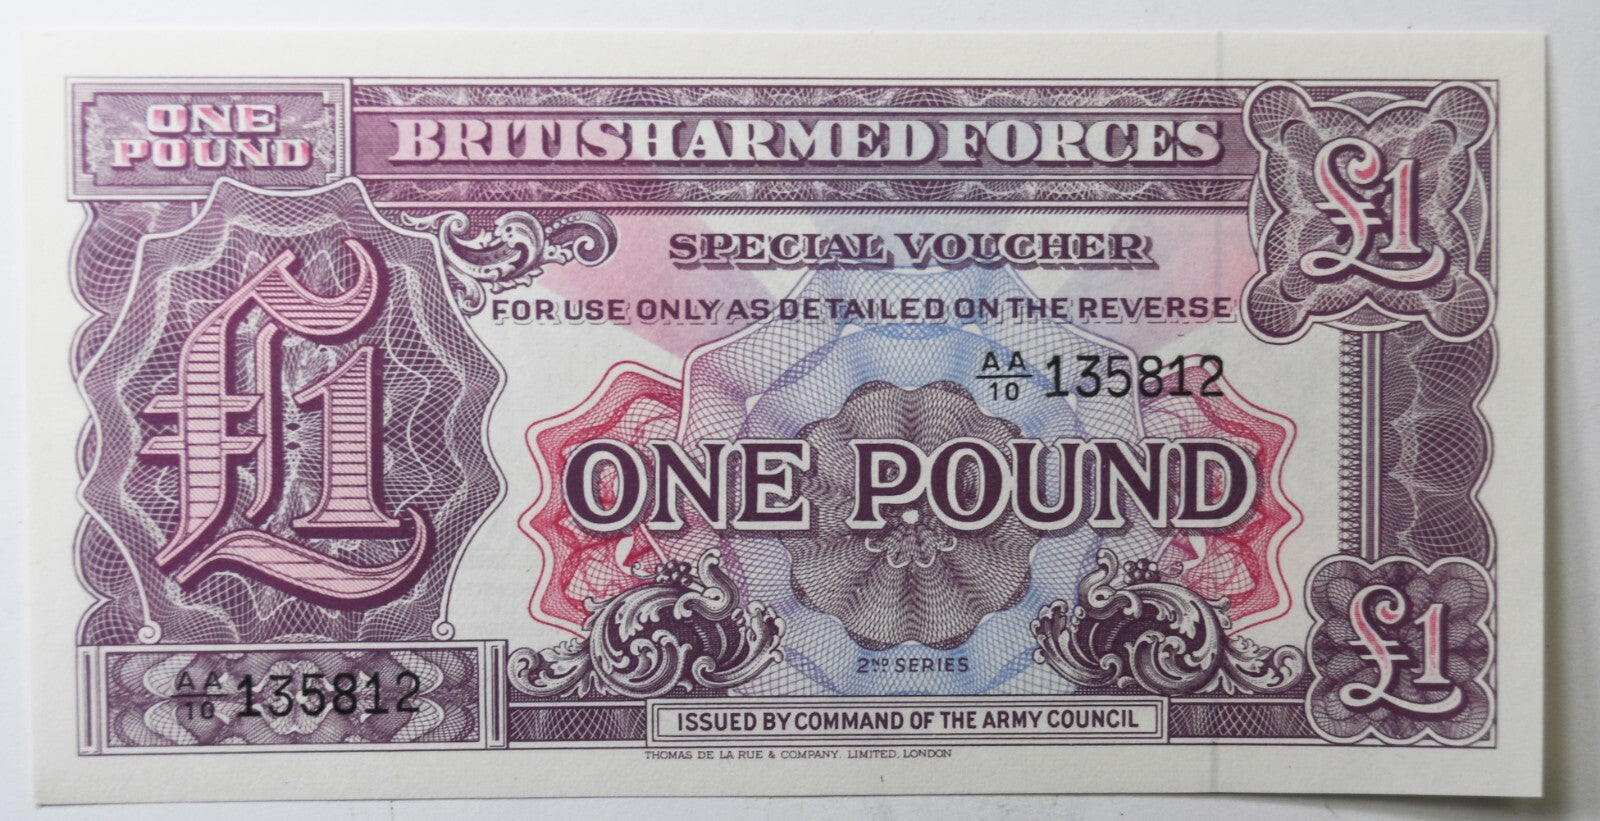 ONE
POUND
BRITISH ARMED FORCES
£1
SPECIAL VOUCHER
FOR USE ONLY AS DETAILED ON THE REVERSE
AA/10 135812
£1
ONE POUND
2ND SERIES
£1
AA/10 135812
ISSUED BY COMMAND OF THE ARMY COUNCIL
THOMAS DE LA RUE & COMPANY, LIMITED, LONDON